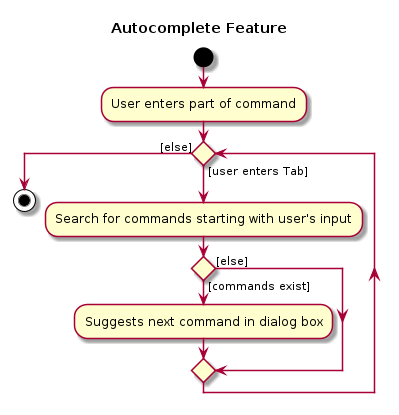 Autocomplete Feature
User enters part of command
[else]
[user enters Tab]
Search for commands starting with user's input
[else]
[commands exist]
Suggests next command in dialog box